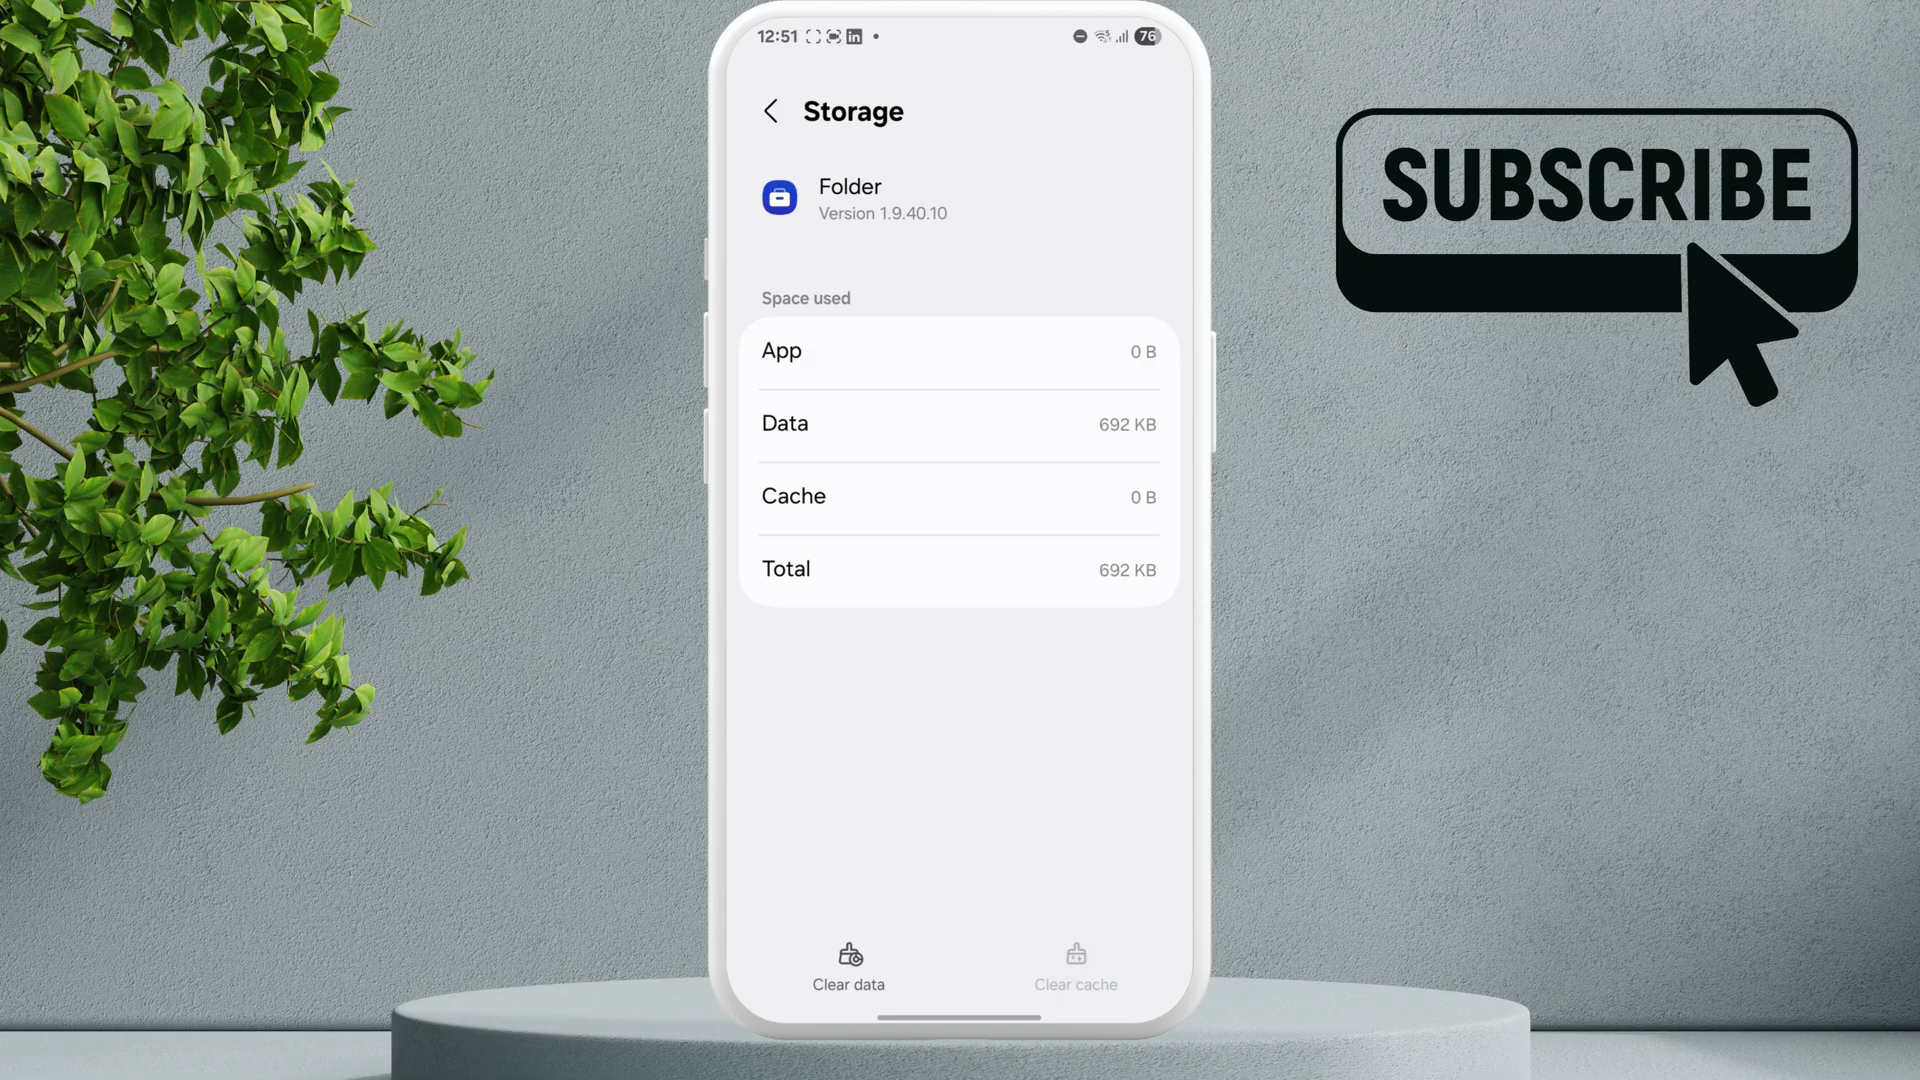 12:51
in
76
Storage
Folder
Version 1.9.40.10
Space used
App 0 B
Data 692 KB
Cache 0 B
Total 692 KB
Clear data
Clear cache
SUBSCRIBE